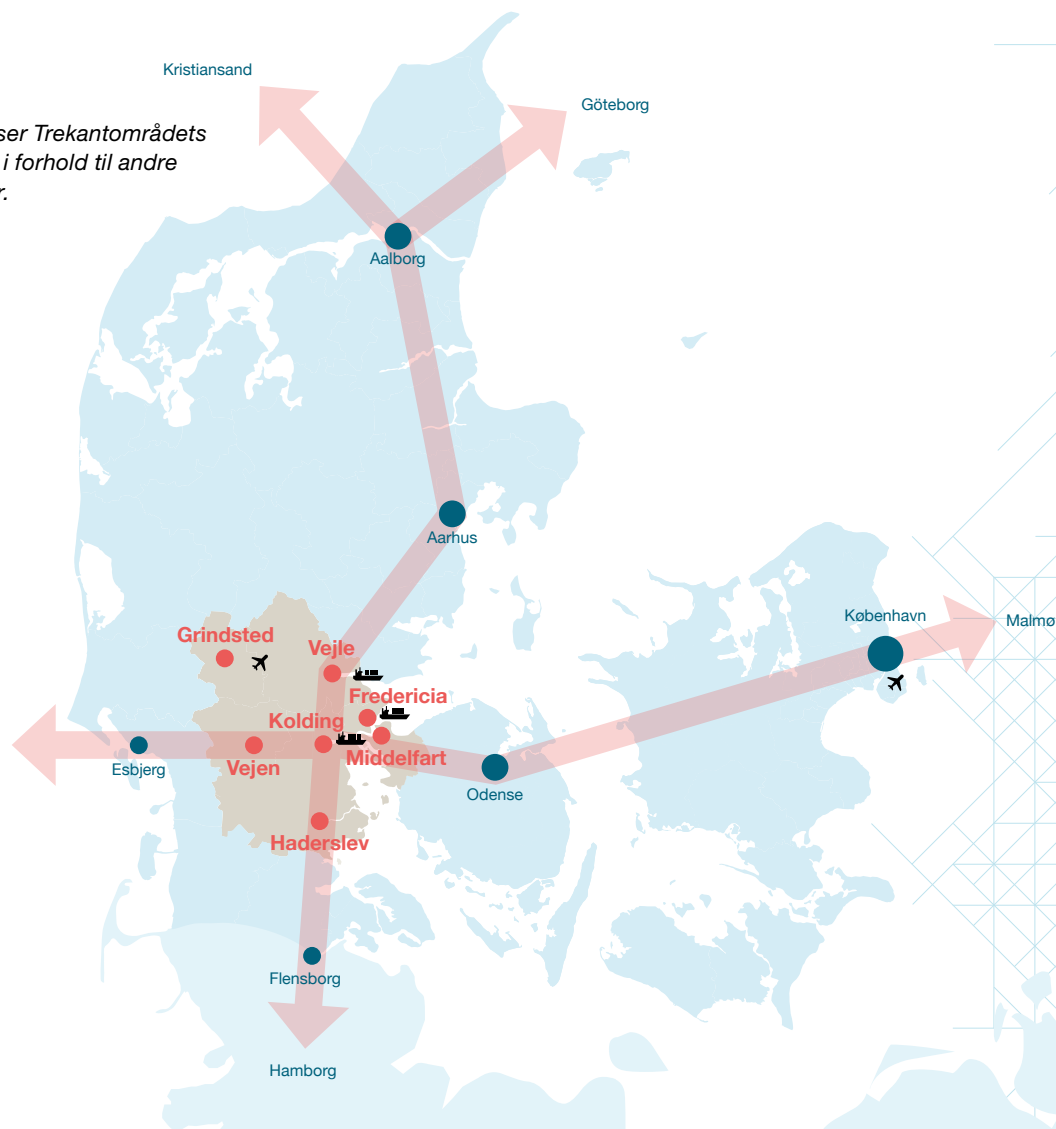 Kristiansand
Göteborg
ser Trekantområdets
i forhold til andre
Aalborg
Aarhus
København
Malmø
Grindsted
Vejle
Fredericia
Kolding
Middelfart
Vejen
Esbjerg
Odense
Haderslev
Flensborg
Hamborg